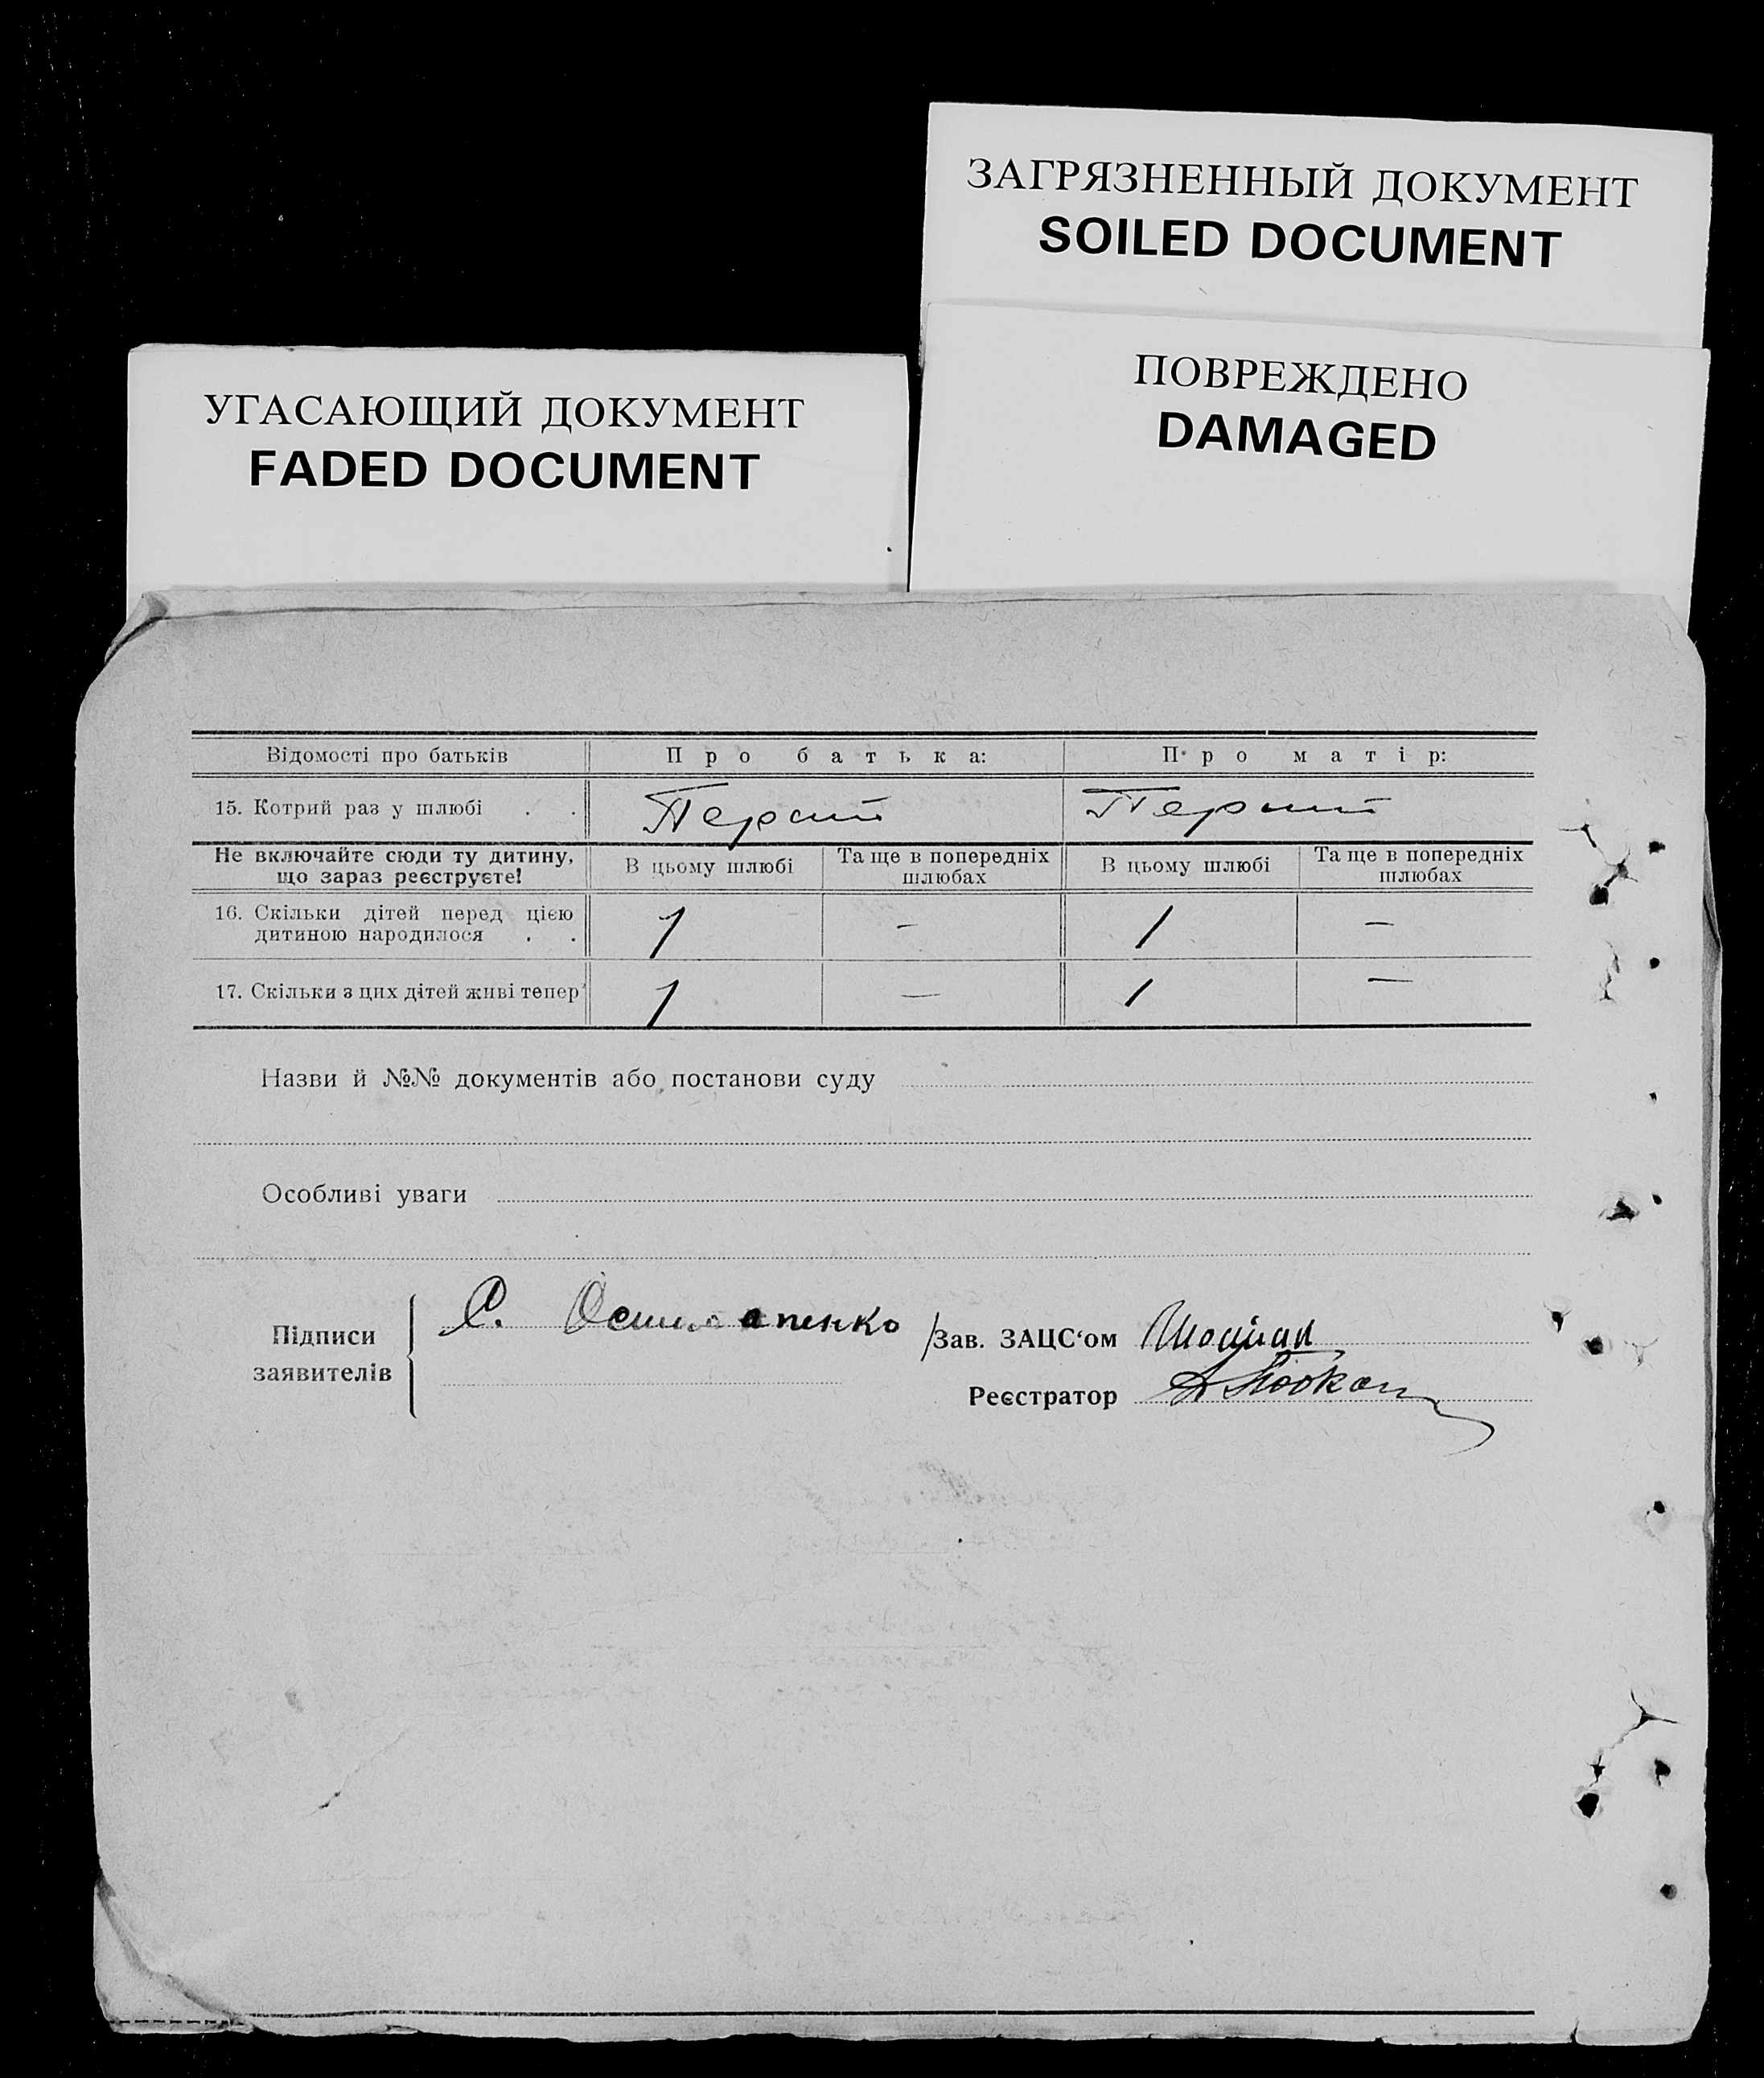 ЗАГРЯЗНЕННЫЙ ДОКУМЕНТ
SOILED DOCUMENT
ПОВРЕЖДЕНО
DAMAGED
УГАСАЮЩИЙ ДОКУМЕНТ
FADED DOCUMENT
Відомості про батьків Про батька: Про матір:
15. Котрий раз у шлюбі . . Перший Перший
Не включайте сюди ту дитину, що зараз реєструєте! В цьому шлюбі Та ще в попередніх шлюбах В цьому шлюбі Та ще в попередніх шлюбах
16. Скільки дітей перед цією
дитиною народилося . . 1 — 1 —
17. Скільки з цих дітей живі тепер 1 — 1 —
Назви й №№ документів або постанови суду
Особливі уваги
Підписи
заявителів
Зав. ЗАЦС'ом
Реєстратор